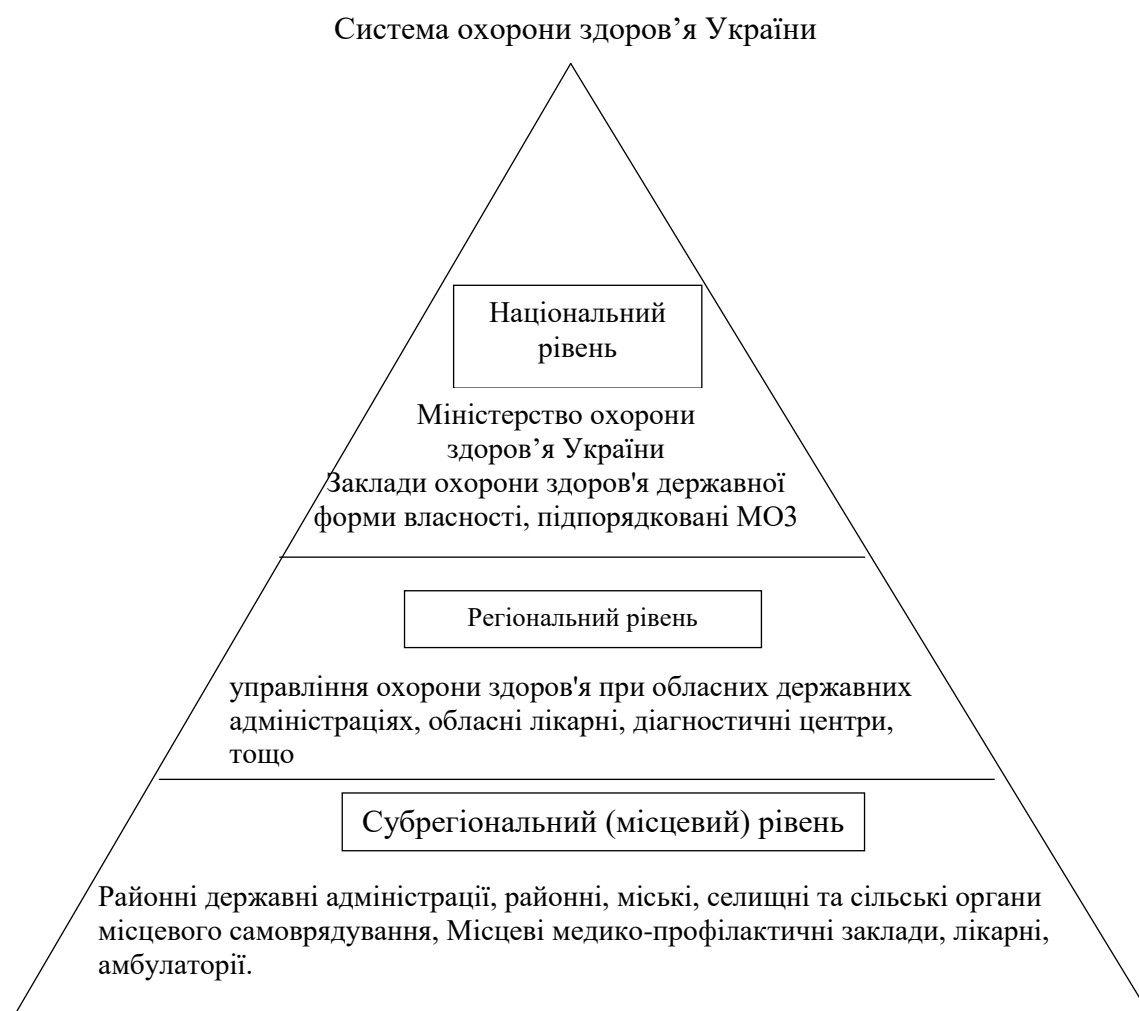 Система охорони здоров’я України
Національний
рівень
Міністерство охорони
здоров’я України
Заклади охорони здоров'я державної
форми власності, підпорядковані МОЗ
Регіональний рівень
управління охорони здоров'я при обласних державних
адміністраціях, обласні лікарні, діагностичні центри,
тощо
Субрегіональний (місцевий) рівень
Районні державні адміністрації, районні, міські, селищні та сільські органи
місцевого самоврядування, Місцеві медико-профілактичні заклади, лікарні,
амбулаторії.